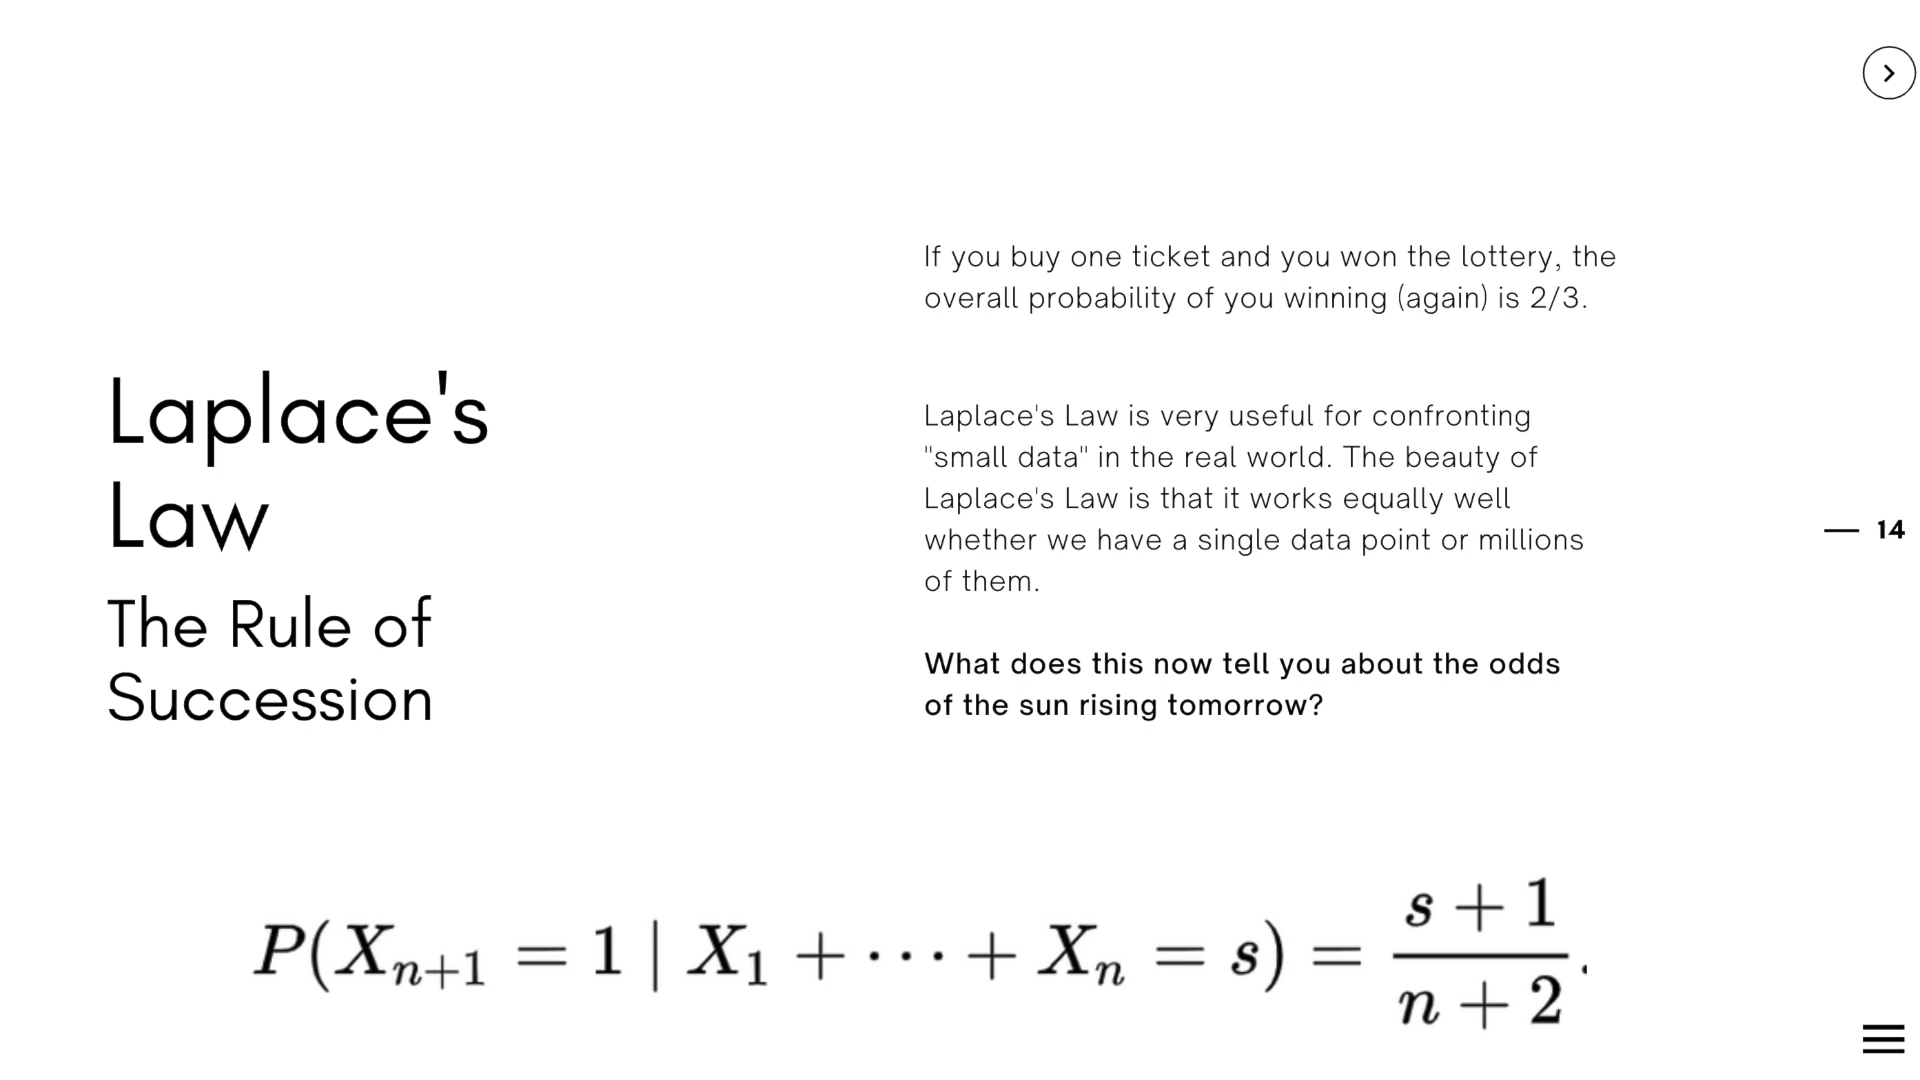 Laplace's
Law
The Rule of
Succession
If you buy one ticket and you won the lottery, the
overall probability of you winning (again) is 2/3.
Laplace's Law is very useful for confronting
"small data" in the real world. The beauty of
Laplace's Law is that it works equally well
whether we have a single data point or millions
of them.
What does this now tell you about the odds
of the sun rising tomorrow?
14
P(X_{n+1} = 1 | X_1 + ··· + X_n = s) = \frac{s + 1}{n + 2}.